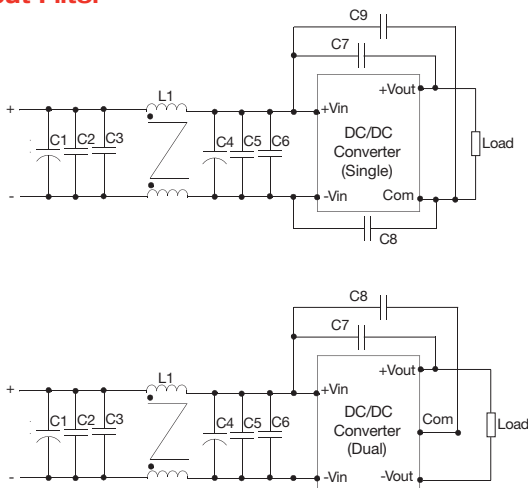 C9
C7
+Vout
L1
+
+Vin
C1 C2 C3
C4 C5 C6
DC/DC
Converter
(Single)
Load
-
-Vin
Com
C8
C8
C7
+Vout
L1
+
+Vin
C1 C2 C3
C4 C5 C6
DC/DC
Converter
(Dual)
Com
Load
-
-Vin
-Vout